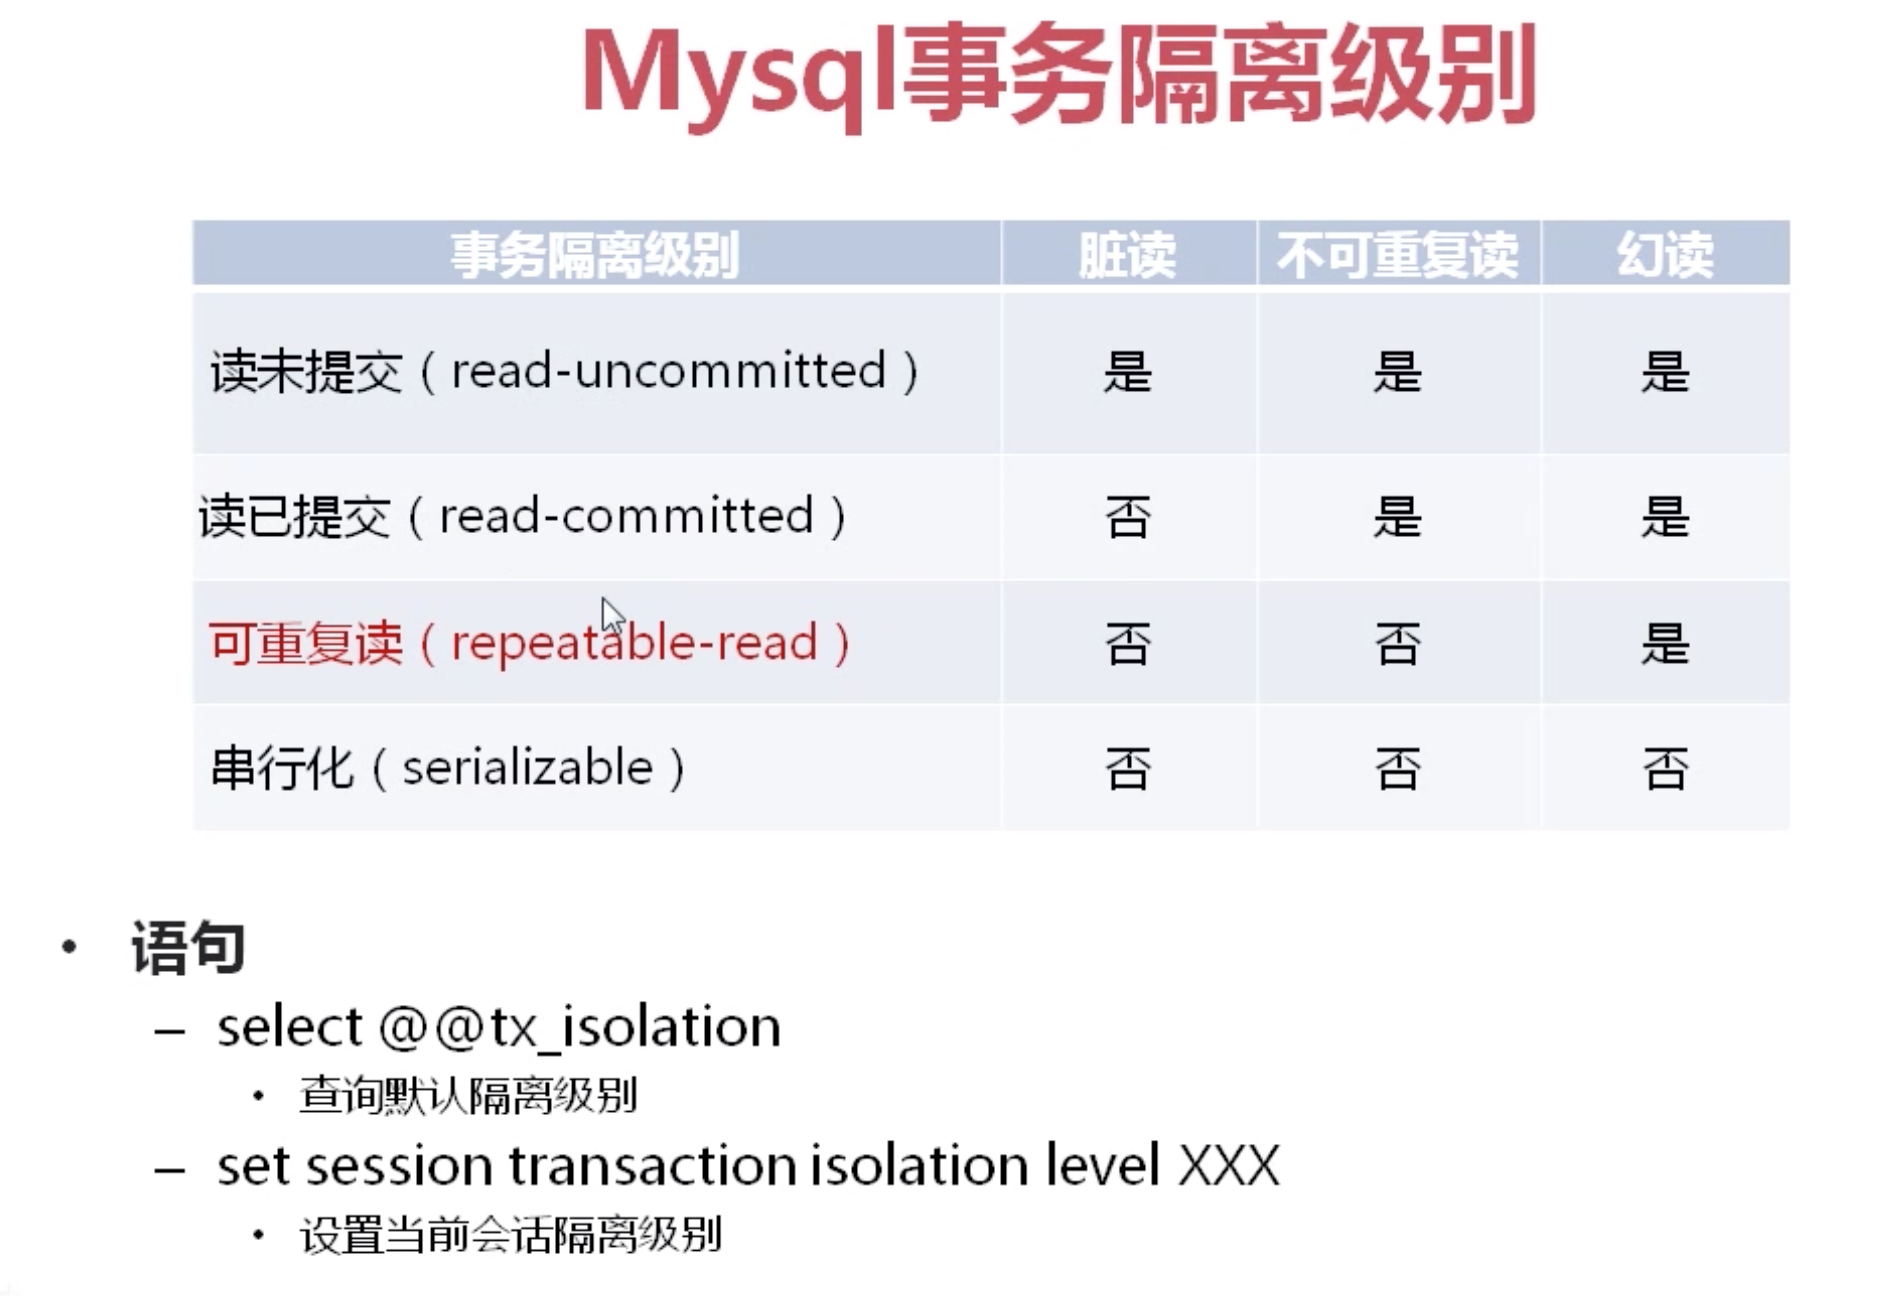 Mysql事务隔离级别
事务隔离级别 脏读 不可重复读 幻读
读未提交（read-uncommitted） 是 是 是
读已提交（read-committed） 否 是 是
可重复读（repeatable-read） 否 否 是
串行化（serializable） 否 否 否
• 语句
– select @@tx_isolation
• 查询默认隔离级别
– set session transaction isolation level XXX
• 设置当前会话隔离级别